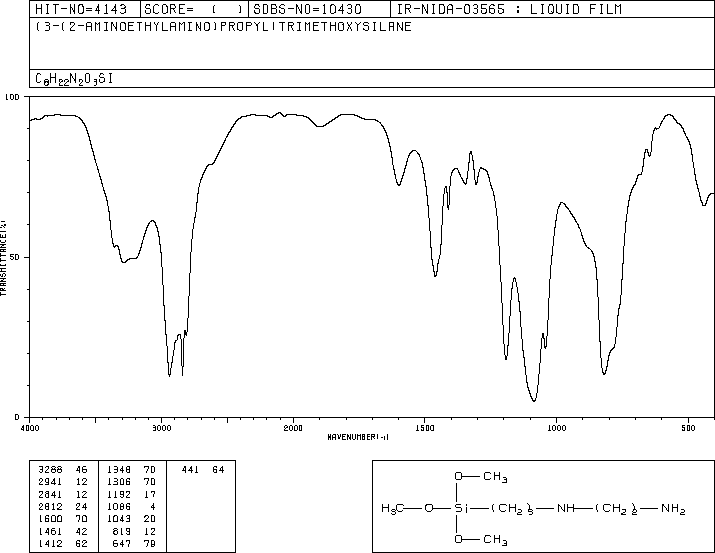 HIT-NO=4143 SCORE= ( ) SDBS-NO=10430 IR-NIDA-03565 : LIQUID FILM
(3-(2-AMINOETHYLAMINO)PROPYL)TRIMETHOXYSILANE
C8H22N2O3SI
100
50
0
TRANSMITTANCE(%)
4000 3000 2000 1500 1000 500
WAVENUMBER(-1)
3288 46 1348 70 441 64
2941 12 1306 70
2841 12 1192 17
2812 24 1086 4
1600 70 1043 20
1461 42 819 12
1412 62 647 79
O—CH3
H3C—O—Si—(CH2)3—NH—(CH2)2—NH2
O—CH3